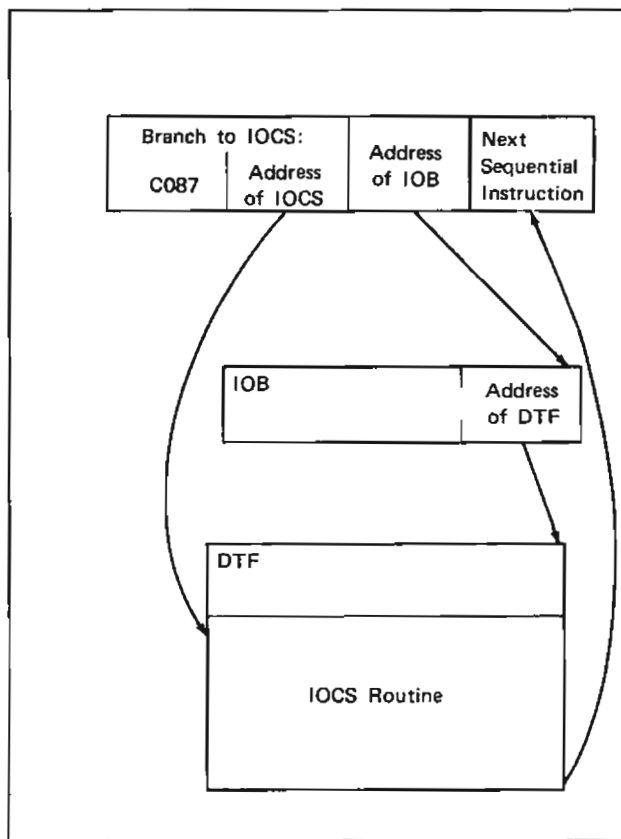 Branch to IOCS:
C087
Address
of IOCS
Address
of IOB
Next
Sequential
Instruction
IOB
Address
of DTF
DTF
IOCS Routine